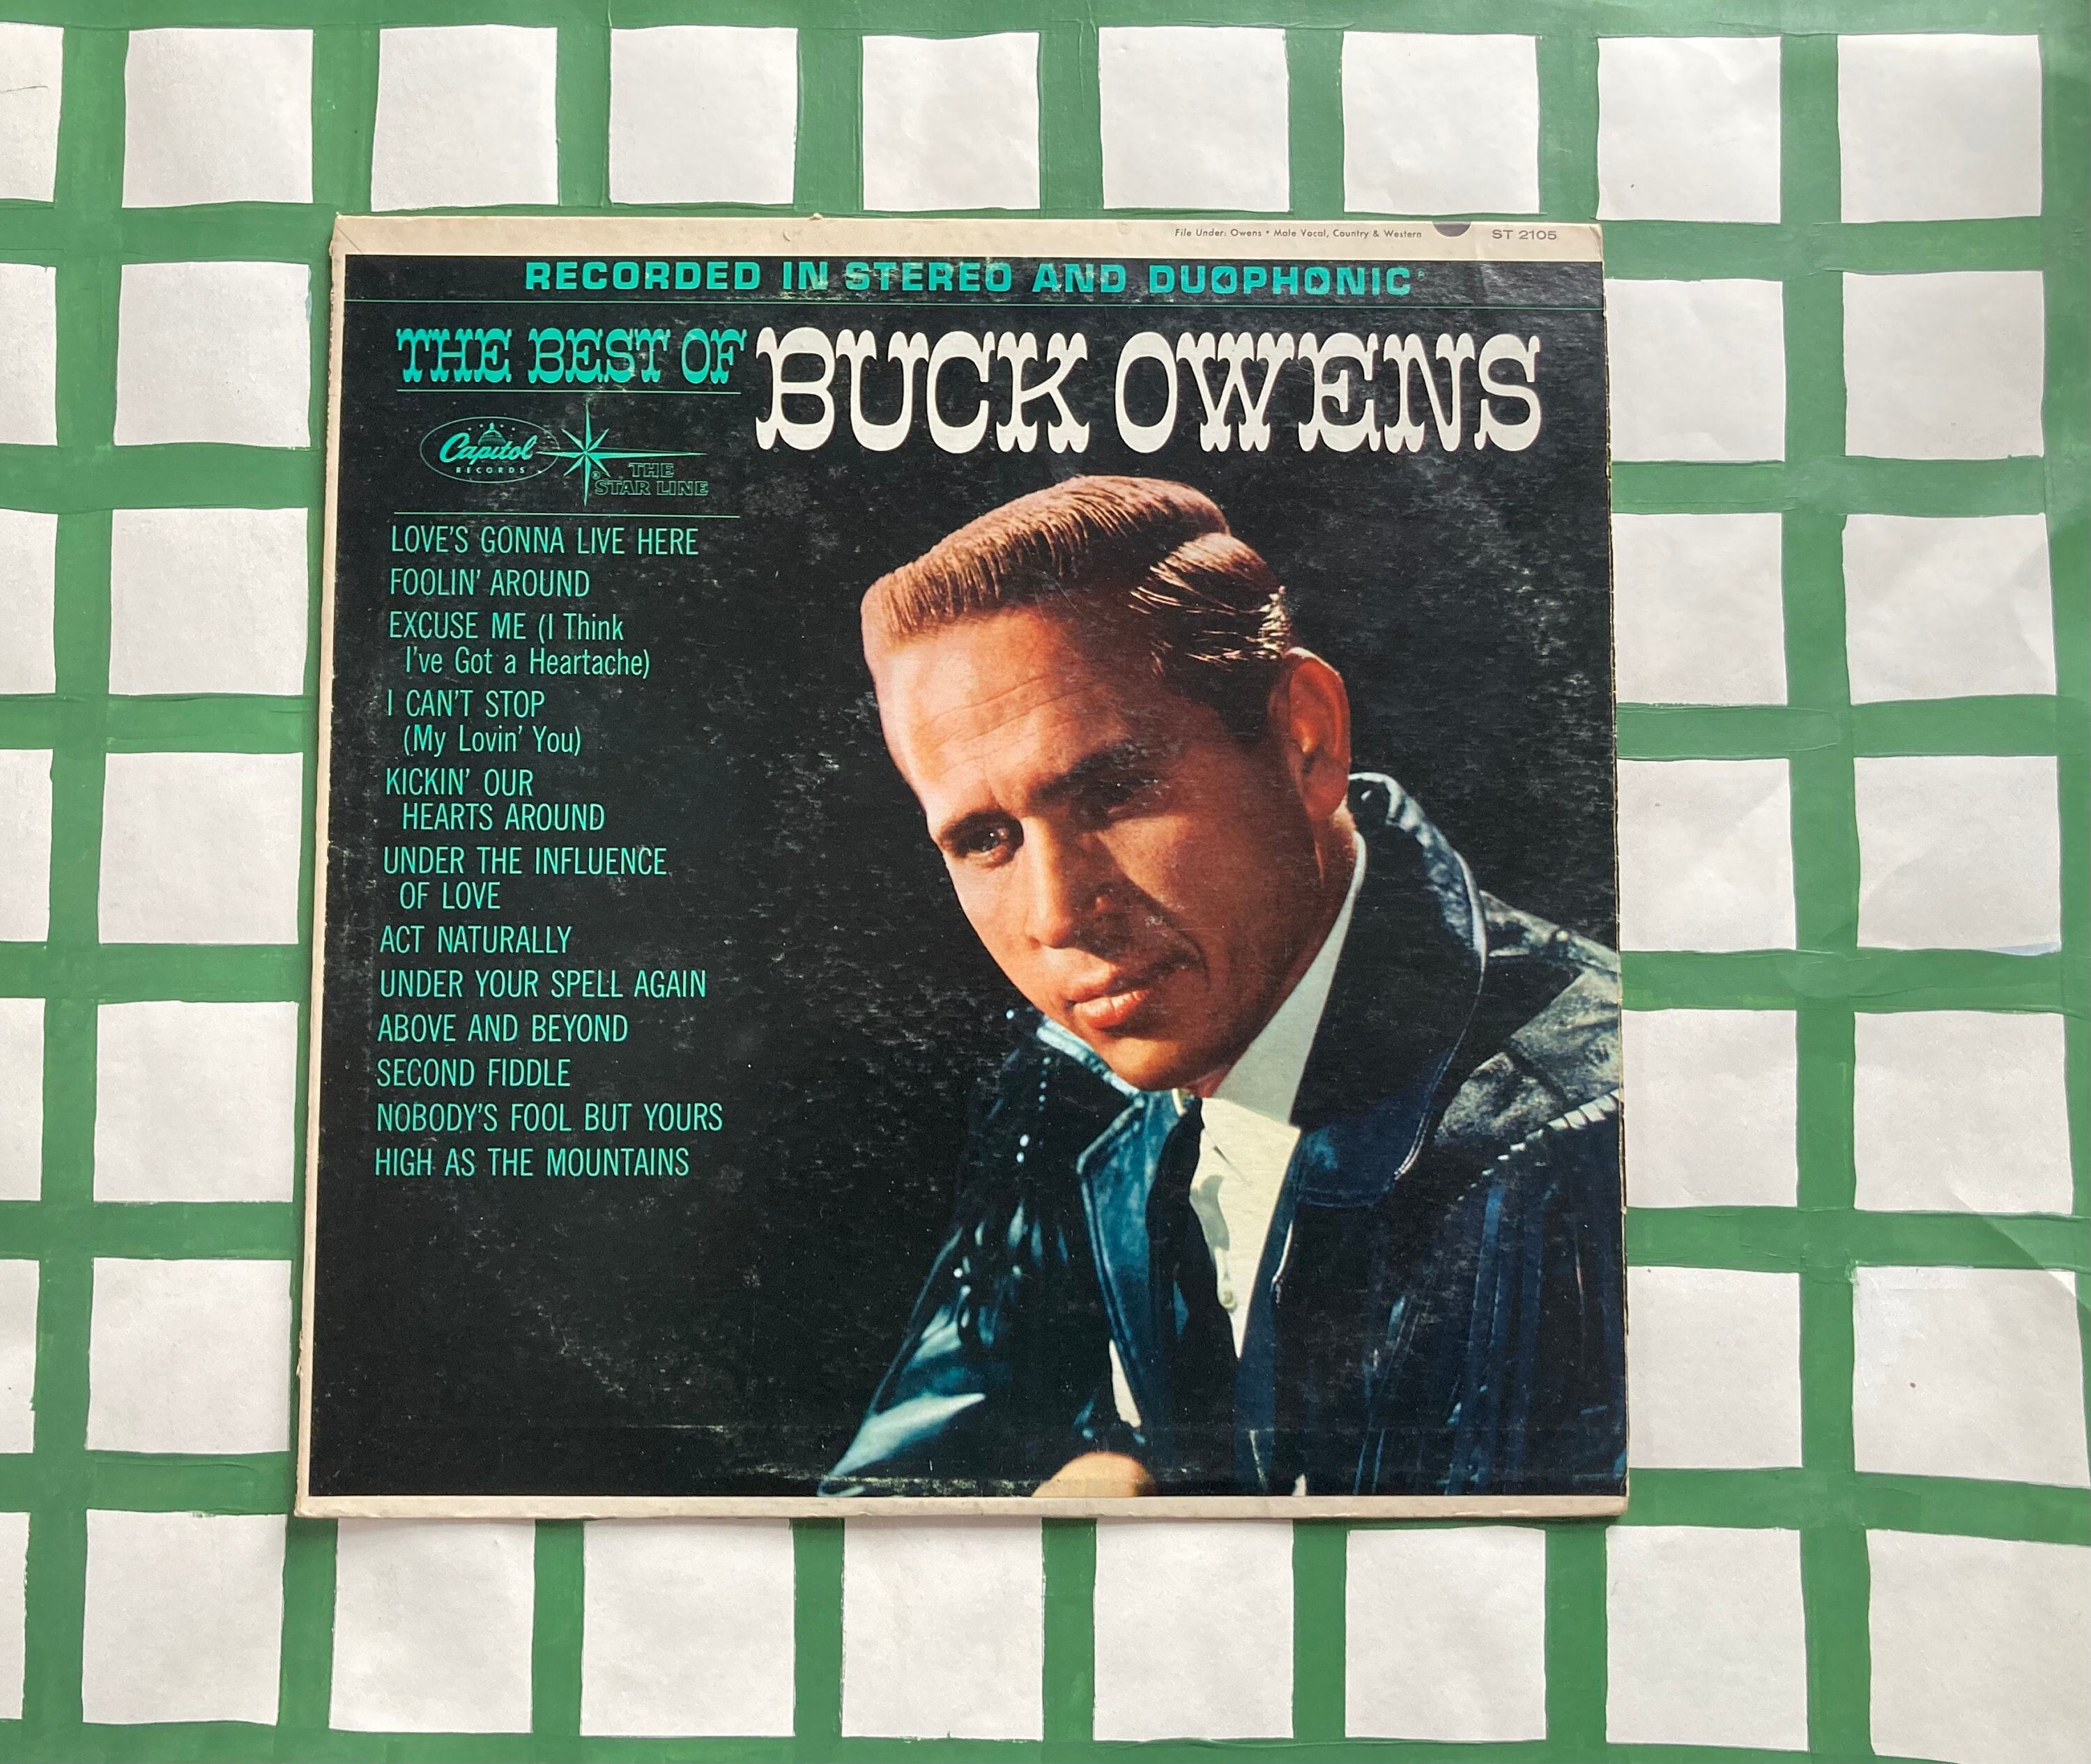 File Under: Owens • Male Vocal, Country & Western
ST 2105
RECORDED IN STEREO AND DUOPHONIC®
THE BEST OF BUCK OWENS
Capitol
RECORDS
®
THE
STAR LINE
LOVE'S GONNA LIVE HERE
FOOLIN' AROUND
EXCUSE ME (I Think
I've Got a Heartache)
I CAN'T STOP
(My Lovin' You)
KICKIN' OUR
HEARTS AROUND
UNDER THE INFLUENCE
OF LOVE
ACT NATURALLY
UNDER YOUR SPELL AGAIN
ABOVE AND BEYOND
SECOND FIDDLE
NOBODY'S FOOL BUT YOURS
HIGH AS THE MOUNTAINS